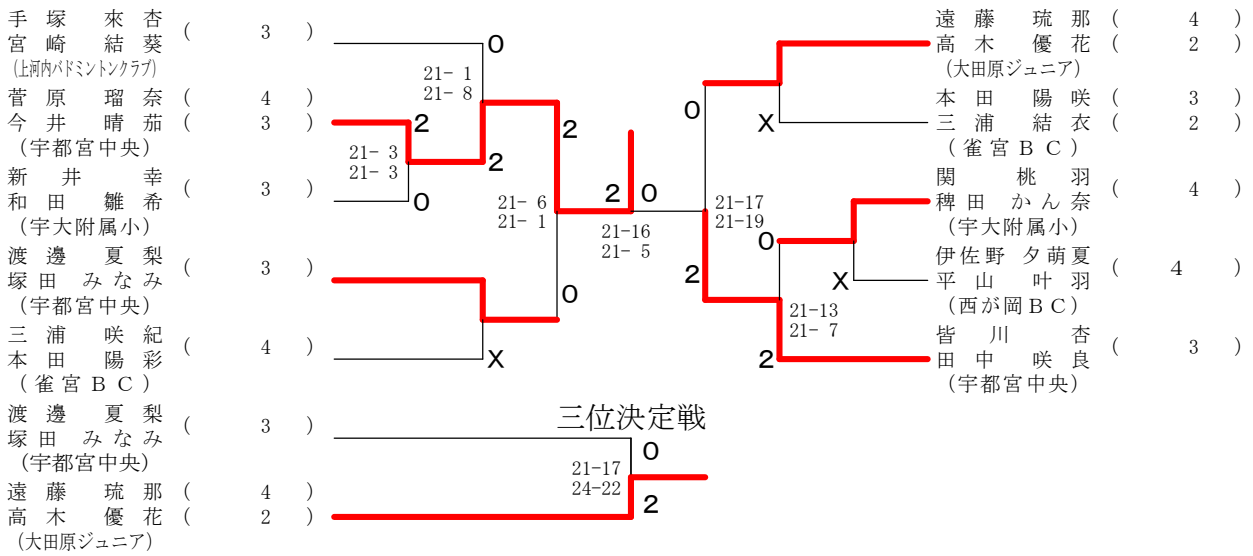 手塚 來杏
宮崎 結葵 ( 3 )
(上河内バドミントンクラブ)
菅原 瑠奈 ( 4 )
今井 晴茄 ( 3 )
(宇都宮中央)
新井 幸
和田 雛希 ( 3 )
(宇大附属小)
渡邊 夏梨
塚田 みなみ ( 3 )
(宇都宮中央)
三浦 咲紀
本田 陽彩 ( 4 )
(雀宮BC)
0
21- 1
21- 8
2
2
21- 3
21- 3
2
0
21- 6
21- 1
0
X
2 0
21-16
21- 5
0
21-17
21-19
2
X
0
X
21-13
21- 7
2
遠藤 琉那 ( 4 )
高木 優花 ( 2 )
(大田原ジュニア)
本田 陽咲 ( 3 )
三浦 結衣 ( 2 )
(雀宮BC)
関 桃羽
稗田 かん奈 ( 4 )
(宇大附属小)
伊佐野 夕萌夏
平山 叶羽 ( 4 )
(西が岡BC)
皆川 杏
田中 咲良 ( 3 )
(宇都宮中央)
三位決定戦
渡邊 夏梨
塚田 みなみ ( 3 )
(宇都宮中央)
遠藤 琉那 ( 4 )
高木 優花 ( 2 )
(大田原ジュニア)
0
21-17
24-22
2